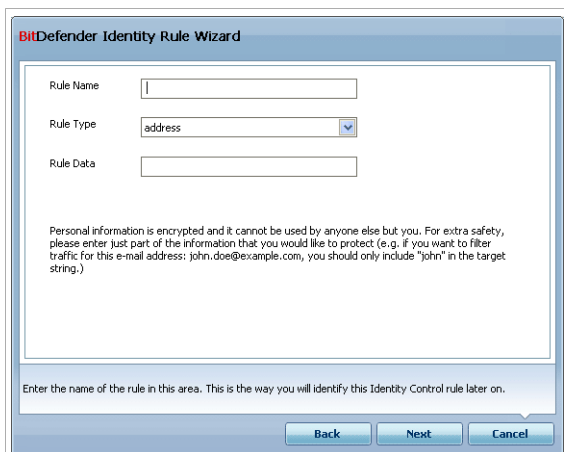 BitDefender Identity Rule Wizard
Rule Name
Rule Type
address
Rule Data
Personal information is encrypted and it cannot be used by anyone else but you. For extra safety,
please enter just part of the information that you would like to protect (e.g. if you want to filter
traffic for this e-mail address: john.doe@example.com, you should only include "john" in the target
string.)
Enter the name of the rule in this area. This is the way you will identify this Identity Control rule later on.
Back
Next
Cancel